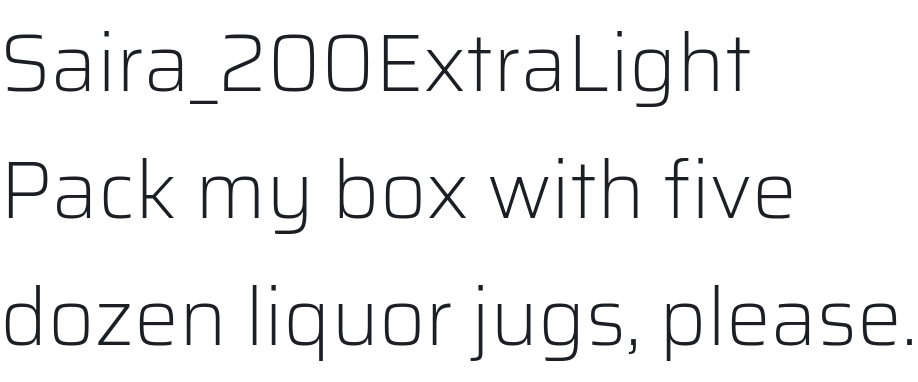 Saira_200ExtraLight
Pack my box with five
dozen liquor jugs, please.